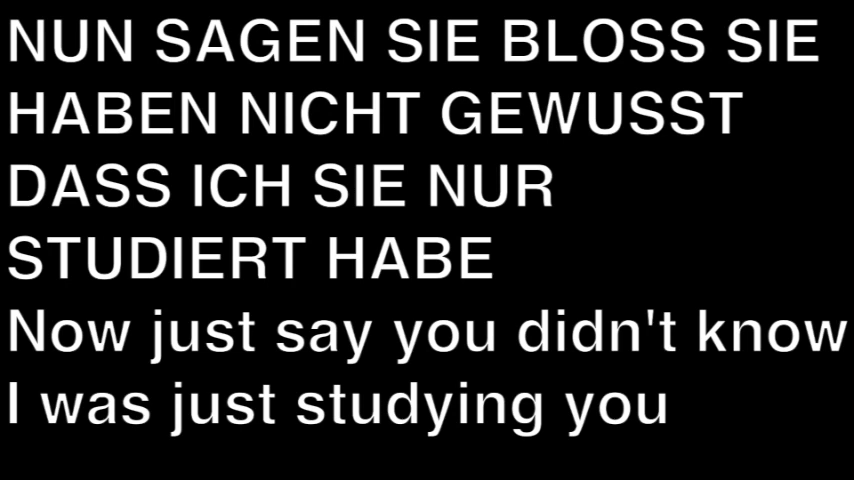 NUN SAGEN SIE BLOSS SIE
HABEN NICHT GEWUSST
DASS ICH SIE NUR
STUDIERT HABE
Now just say you didn't know
I was just studying you